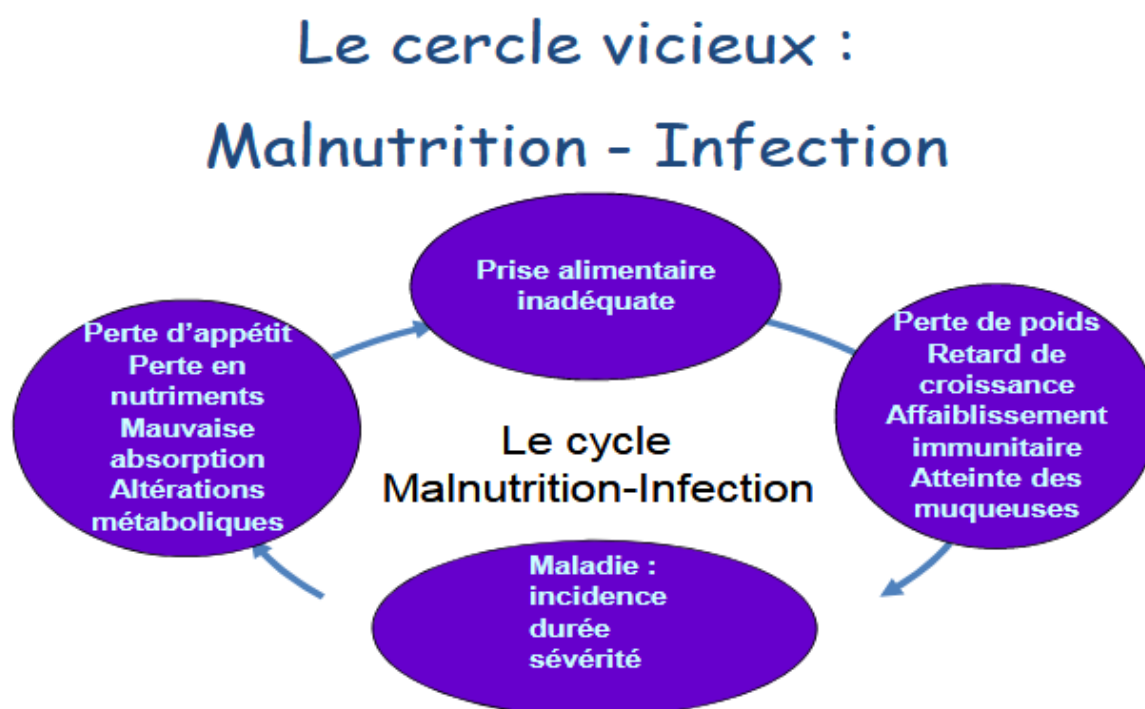 Le cercle vicieux :
Malnutrition - Infection
Prise alimentaire
inadéquate
Perte d'appétit
Perte en
nutriments
Mauvaise
absorption
Altérations
métaboliques
Perte de poids
Retard de
croissance
Affaiblissement
immunitaire
Atteinte des
muqueuses
Le cycle
Malnutrition-Infection
Maladie :
incidence
durée
sévérité